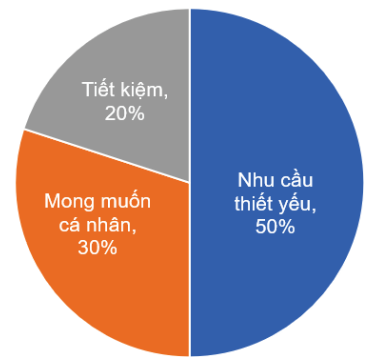 Tiết kiệm,
20%
Nhu cầu
thiết yếu,
50%
Mong muốn
cá nhân,
30%